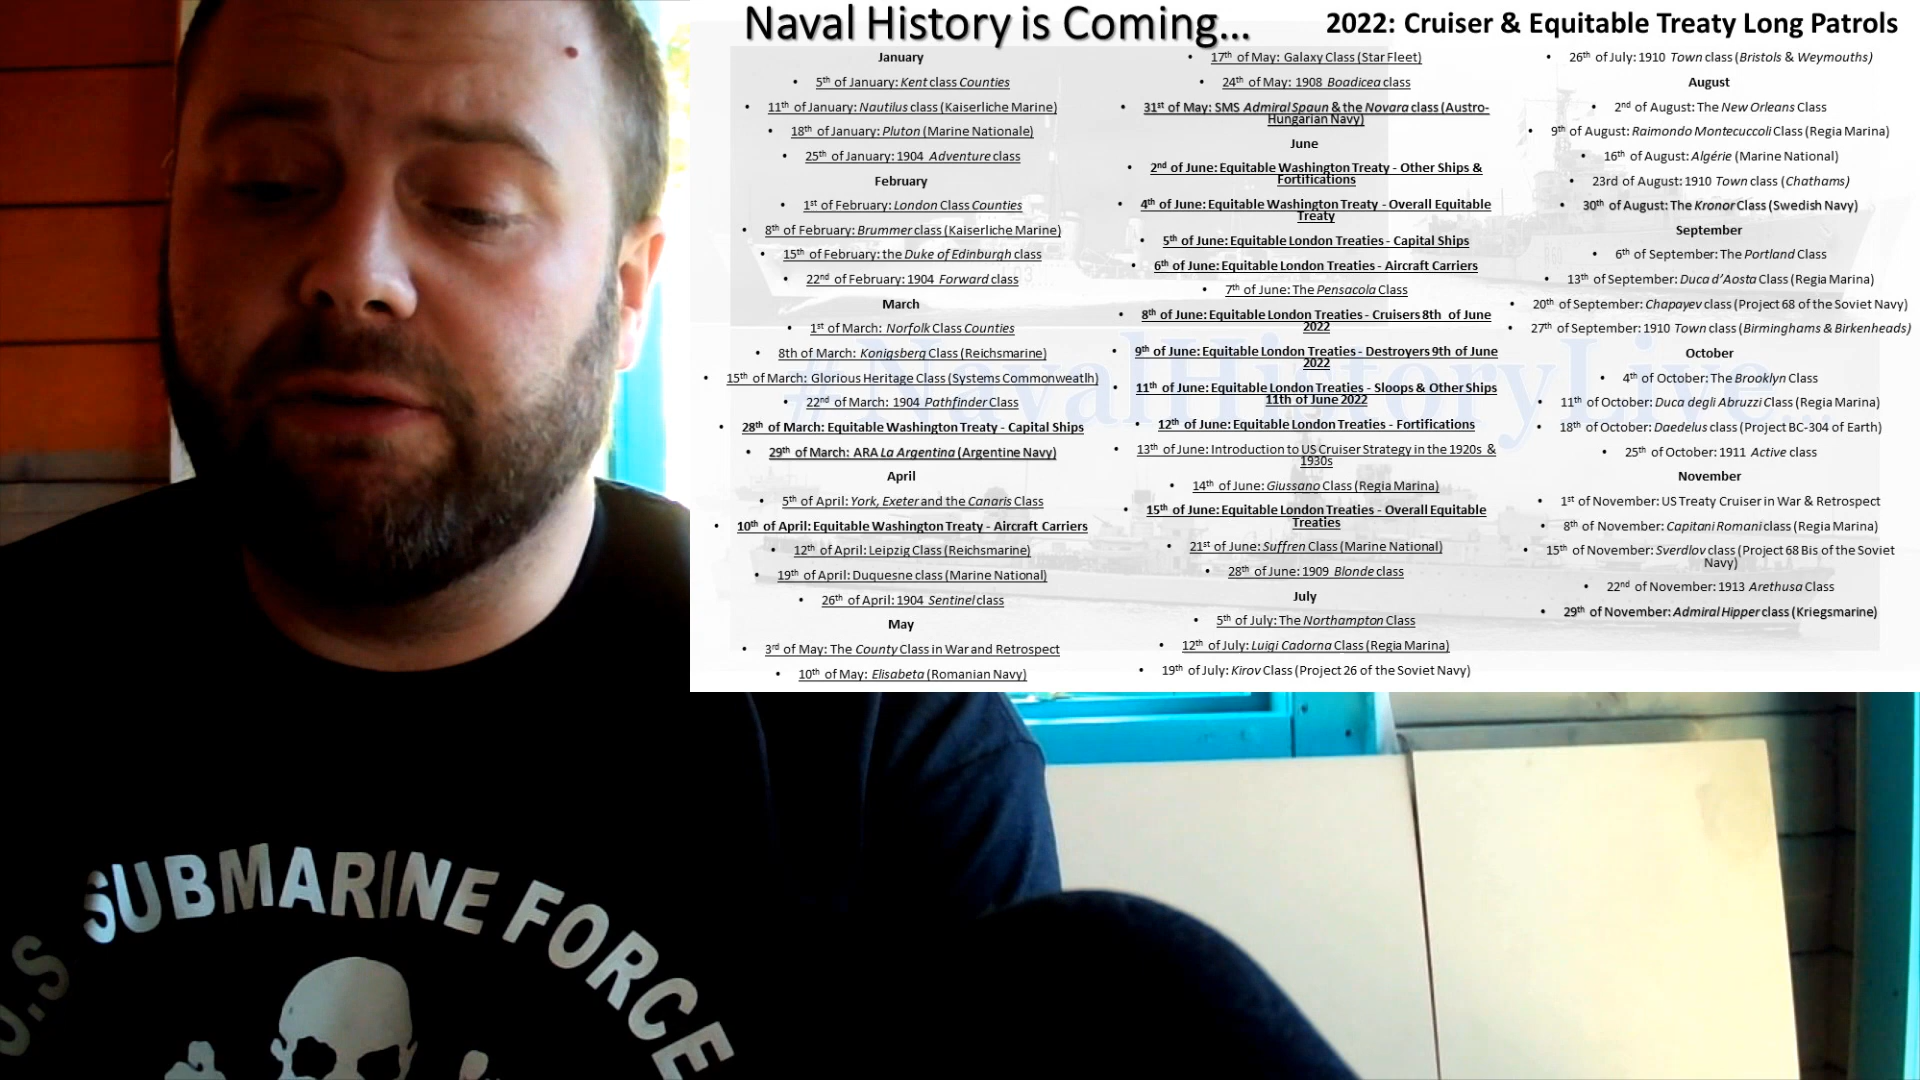 Naval History is Coming...
2022: Cruiser & Equitable Treaty Long Patrols
January
• 5th of January: Kent class Counties
• 11th of January: Nautilus class (Kaiserliche Marine)
• 18th of January: Pluton (Marine Nationale)
• 25th of January: 1904 Adventure class
February
• 1st of February: London Class Counties
• 8th of February: Brummer class (Kaiserliche Marine)
• 15th of February: the Duke of Edinburgh class
• 22nd of February: 1904 Forward class
March
• 1st of March: Norfolk Class Counties
• 8th of March: Konigsberg Class (Reichsmarine)
• 15th of March: Glorious Heritage Class (Systems Commonweatlh)
• 22nd of March: 1904 Pathfinder Class
• 28th of March: Equitable Washington Treaty - Capital Ships
• 29th of March: ARA La Argentina (Argentine Navy)
April
• 5th of April: York, Exeter and the Canaris Class
• 10th of April: Equitable Washington Treaty - Aircraft Carriers
• 12th of April: Leipzig Class (Reichsmarine)
• 19th of April: Duquesne class (Marine National)
• 26th of April: 1904 Sentinel class
May
• 3rd of May: The County Class in War and Retrospect
• 10th of May: Elisabeta (Romanian Navy)
• 17th of May: Galaxy Class (Star Fleet)
• 24th of May: 1908 Boadicea class
• 31st of May: SMS Admiral Spaun & the Novara class (Austro-
Hungarian Navy)
June
• 2nd of June: Equitable Washington Treaty - Other Ships &
Fortifications
• 4th of June: Equitable Washington Treaty - Overall Equitable
Treaty
• 5th of June: Equitable London Treaties - Capital Ships
• 6th of June: Equitable London Treaties - Aircraft Carriers
• 7th of June: The Pensacola Class
• 8th of June: Equitable London Treaties - Cruisers 8th of June
2022
• 9th of June: Equitable London Treaties - Destroyers 9th of June
2022
• 11th of June: Equitable London Treaties - Sloops & Other Ships
11th of June 2022
• 12th of June: Equitable London Treaties - Fortifications
• 13th of June: Introduction to US Cruiser Strategy in the 1920s &
1930s
• 14th of June: Giussano Class (Regia Marina)
• 15th of June: Equitable London Treaties - Overall Equitable
Treaties
• 21st of June: Suffren Class (Marine National)
• 28th of June: 1909 Blonde class
July
• 5th of July: The Northampton Class
• 12th of July: Luigi Cadorna Class (Regia Marina)
• 19th of July: Kirov Class (Project 26 of the Soviet Navy)
• 26th of July: 1910 Town class (Bristols & Weymouths)
August
• 2nd of August: The New Orleans Class
• 9th of August: Raimondo Montecuccoli Class (Regia Marina)
• 16th of August: Algérie (Marine National)
• 23rd of August: 1910 Town class (Chathams)
• 30th of August: The Kronor Class (Swedish Navy)
September
• 6th of September: The Portland Class
• 13th of September: Duca d'Aosta Class (Regia Marina)
• 20th of September: Chapayev class (Project 68 of the Soviet Navy)
• 27th of September: 1910 Town class (Birminghams & Birkenheads)
October
• 4th of October: The Brooklyn Class
• 11th of October: Duca degli Abruzzi Class (Regia Marina)
• 18th of October: Daedelus class (Project BC-304 of Earth)
• 25th of October: 1911 Active class
November
• 1st of November: US Treaty Cruiser in War & Retrospect
• 8th of November: Capitani Romani class (Regia Marina)
• 15th of November: Sverdlov class (Project 68 Bis of the Soviet
Navy)
• 22nd of November: 1913 Arethusa Class
• 29th of November: Admiral Hipper class (Kriegsmarine)
#NavalHistoryLive...
U.S SUBMARINE FORCE